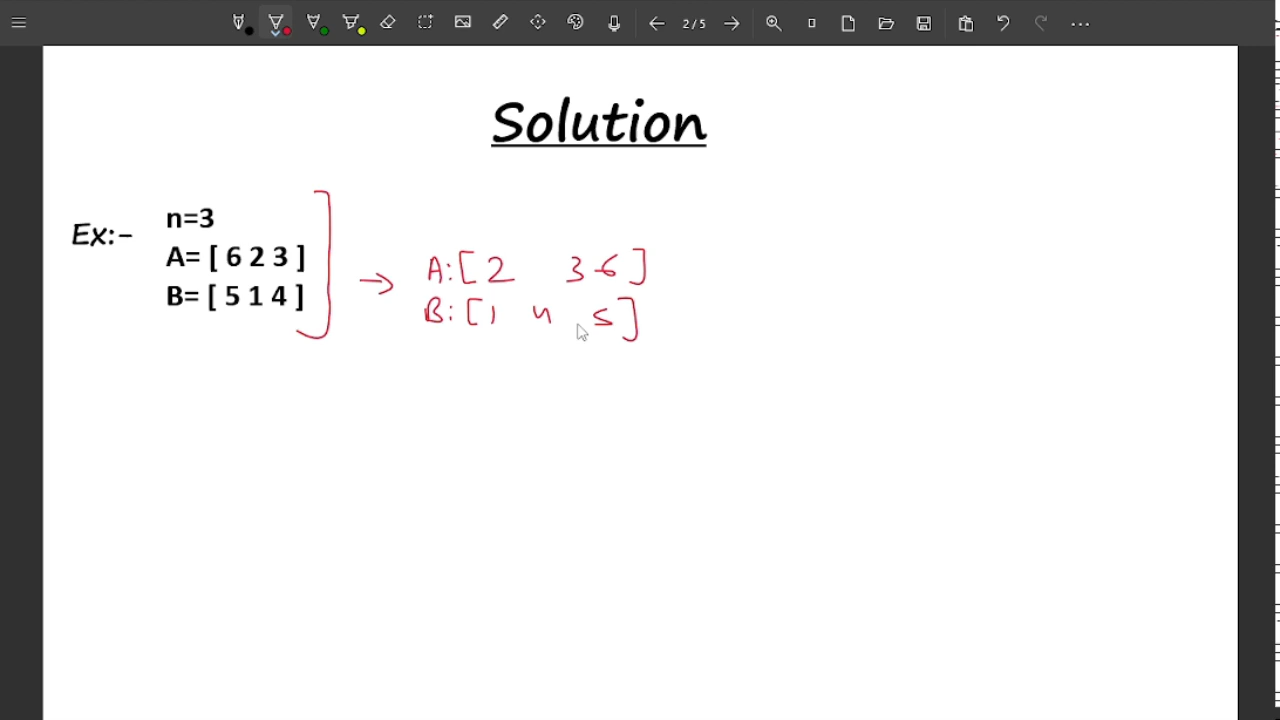 2/5
Solution
Ex:-
n=3
A= [ 6 2 3 ]
B= [ 5 1 4 ]
→ A:[2 3 6]
B:[1 4 5]